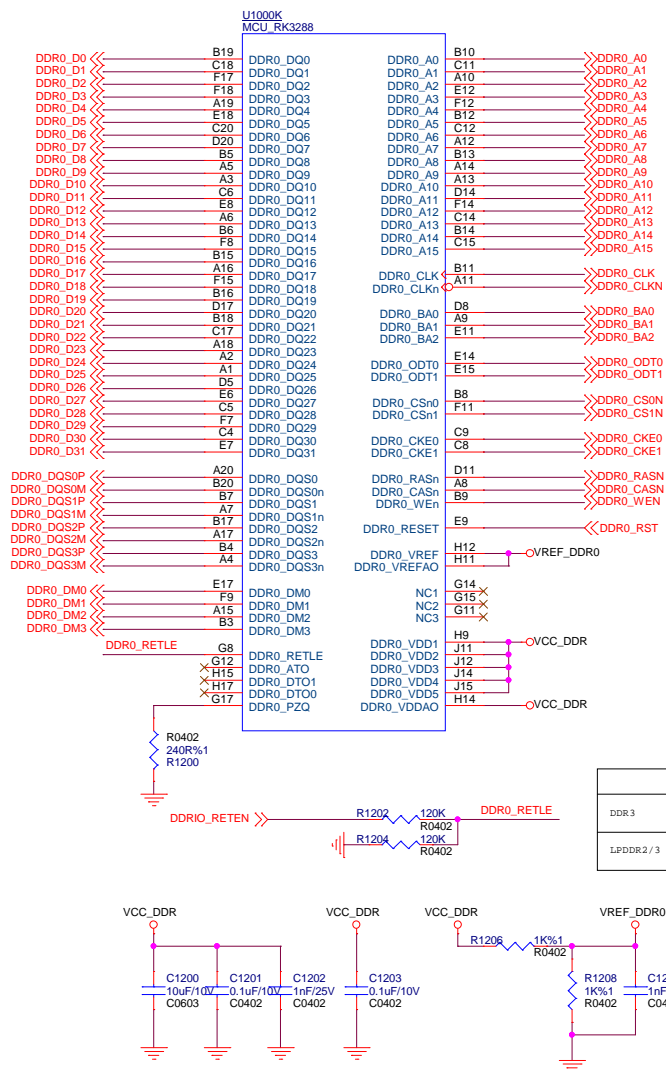 U1000K
MCU_RK3288
DDR0_D0 B19 DDR0_DQ0 DDR0_A0 B10 DDR0_A0
DDR0_D1 C18 DDR0_DQ1 DDR0_A1 C11 DDR0_A1
DDR0_D2 F17 DDR0_DQ2 DDR0_A2 A10 DDR0_A2
DDR0_D3 F18 DDR0_DQ3 DDR0_A3 E12 DDR0_A3
DDR0_D4 A19 DDR0_DQ4 DDR0_A4 F12 DDR0_A4
DDR0_D5 E18 DDR0_DQ5 DDR0_A5 B12 DDR0_A5
DDR0_D6 C20 DDR0_DQ6 DDR0_A6 C12 DDR0_A6
DDR0_D7 D20 DDR0_DQ7 DDR0_A7 A12 DDR0_A7
DDR0_D8 B5 DDR0_DQ8 DDR0_A8 B13 DDR0_A8
DDR0_D9 A5 DDR0_DQ9 DDR0_A9 A14 DDR0_A9
DDR0_D10 A3 DDR0_DQ10 DDR0_A10 A13 DDR0_A10
DDR0_D11 C6 DDR0_DQ11 DDR0_A11 D14 DDR0_A11
DDR0_D12 E8 DDR0_DQ12 DDR0_A12 F14 DDR0_A12
DDR0_D13 A6 DDR0_DQ13 DDR0_A13 C14 DDR0_A13
DDR0_D14 B6 DDR0_DQ14 DDR0_A14 B14 DDR0_A14
DDR0_D15 F8 DDR0_DQ15 DDR0_A15 C15 DDR0_A15
DDR0_D16 B15 DDR0_DQ16
DDR0_D17 A16 DDR0_DQ17 DDR0_CLK B11 DDR0_CLK
DDR0_D18 F15 DDR0_DQ18 DDR0_CLKn A11 DDR0_CLKN
DDR0_D19 B16 DDR0_DQ19
DDR0_D20 D17 DDR0_DQ20 DDR0_BA0 D8 DDR0_BA0
DDR0_D21 B18 DDR0_DQ21 DDR0_BA1 A9 DDR0_BA1
DDR0_D22 C17 DDR0_DQ22 DDR0_BA2 E11 DDR0_BA2
DDR0_D23 A18 DDR0_DQ23
DDR0_D24 A2 DDR0_DQ24 DDR0_ODT0 E14 DDR0_ODT0
DDR0_D25 A1 DDR0_DQ25 DDR0_ODT1 E15 DDR0_ODT1
DDR0_D26 D5 DDR0_DQ26
DDR0_D27 E6 DDR0_DQ27 DDR0_CSn0 B8 DDR0_CS0N
DDR0_D28 C5 DDR0_DQ28 DDR0_CSn1 F11 DDR0_CS1N
DDR0_D29 F7 DDR0_DQ29
DDR0_D30 C4 DDR0_DQ30 DDR0_CKE0 C9 DDR0_CKE0
DDR0_D31 E7 DDR0_DQ31 DDR0_CKE1 C8 DDR0_CKE1
DDR0_DQS0P A20 DDR0_DQS0 DDR0_RASn D11 DDR0_RASN
DDR0_DQS0M B20 DDR0_DQS0n DDR0_CASn A8 DDR0_CASN
DDR0_DQS1P B7 DDR0_DQS1 DDR0_WEn B9 DDR0_WEN
DDR0_DQS1M A7 DDR0_DQS1n
DDR0_DQS2P B17 DDR0_DQS2 DDR0_RESET E9 DDR0_RST
DDR0_DQS2M A17 DDR0_DQS2n
DDR0_DQS3P B4 DDR0_DQS3 DDR0_VREF H12 VREF_DDR0
DDR0_DQS3M A4 DDR0_DQS3n DDR0_VREFAO H11
DDR0_DM0 E17 DDR0_DM0 NC1 G14
DDR0_DM1 F9 DDR0_DM1 NC2 G15
DDR0_DM2 A15 DDR0_DM2 NC3 G11
DDR0_DM3 B3 DDR0_DM3
DDR0_VDD1 H9 VCC_DDR
DDR0_RETLE G8 DDR0_RETLE DDR0_VDD2 J11
G12 DDR0_ATO DDR0_VDD3 J12
H15 DDR0_DTO1 DDR0_VDD4 J14
H17 DDR0_DTO0 DDR0_VDD5 J15
G17 DDR0_PZQ DDR0_VDDAO H14 VCC_DDR
R0402
240R%1
R1200
DDRIO_RETEN R1202 120K DDR0_RETLE
R0402
R1204 120K
R0402
DDR3
LPDDR2/3
VCC_DDR VCC_DDR VCC_DDR VREF_DDR0
R1206 1K%1
R0402
C1200 C1201 C1202 C1203 R1208 C12
10uF/10V 0.1uF/10V 1nF/25V 0.1uF/10V 1K%1 1nF
C0603 C0402 C0402 C0402 R0402 C04